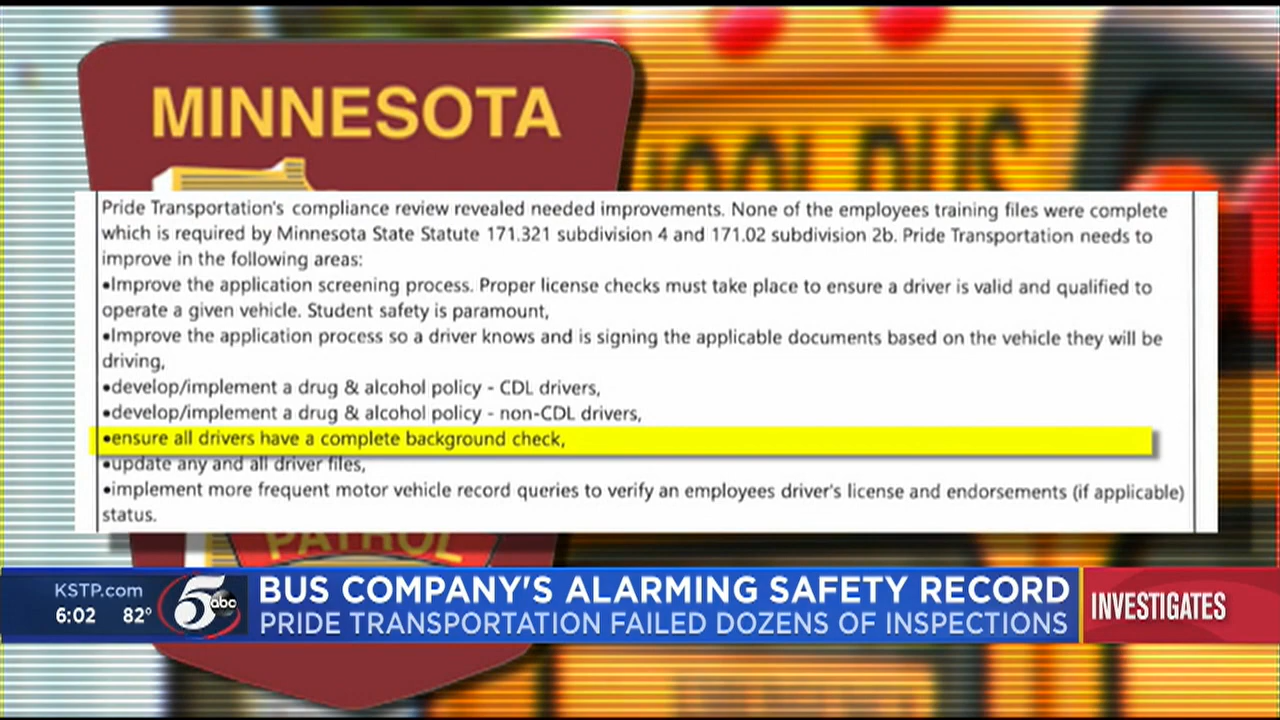 MINNESOTA
Pride Transportation's compliance review revealed needed improvements. None of the employees training files were complete
which is required by Minnesota State Statute 171.321 subdivision 4 and 171.02 subdivision 2b. Pride Transportation needs to
improve in the following areas:
•Improve the application screening process. Proper license checks must take place to ensure a driver is valid and qualified to
operate a given vehicle. Student safety is paramount,
•Improve the application process so a driver knows and is signing the applicable documents based on the vehicle they will be
driving,
•develop/implement a drug & alcohol policy - CDL drivers,
•develop/implement a drug & alcohol policy - non-CDL drivers,
•ensure all drivers have a complete background check,
•update any and all driver files,
•implement more frequent motor vehicle record queries to verify an employees driver's license and endorsements (if applicable)
status.
PATROL
KSTP.com
6:02 82°
5 abc
BUS COMPANY'S ALARMING SAFETY RECORD
PRIDE TRANSPORTATION FAILED DOZENS OF INSPECTIONS
INVESTIGATES